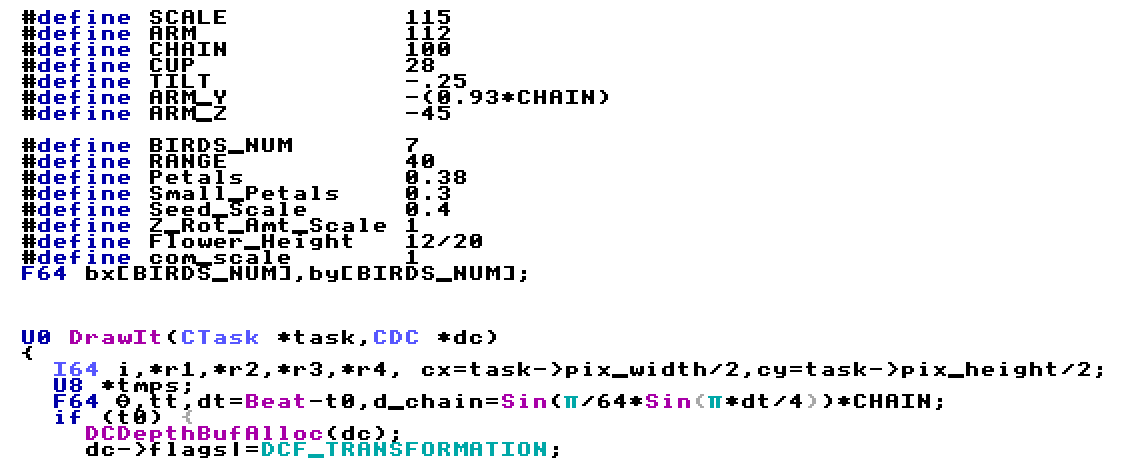 #define SCALE 115
#define ARM 112
#define CHAIN 100
#define CUP 28
#define TILT -.25
#define ARM_Y -(0.93*CHAIN)
#define ARM_Z -45
#define BIRDS_NUM 7
#define RANGE 40
#define Petals 0.38
#define Small_Petals 0.3
#define Seed_Scale 0.4
#define Z_Rot_Amt_Scale 1
#define Flower_Height 12/20
#define com_scale 1
F64 bx[BIRDS_NUM],by[BIRDS_NUM];
U0 DrawIt(CTask *task,CDC *dc)
{
I64 i,*r1,*r2,*r3,*r4, cx=task->pix_width/2,cy=task->pix_height/2;
U8 *tmps;
F64 θ,tt,dt=Beat-t0,d_chain=Sin(π/64*Sin(π*dt/4))*CHAIN;
if (t0) {
DCDepthBufAlloc(dc);
dc->flags|=DCF_TRANSFORMATION;